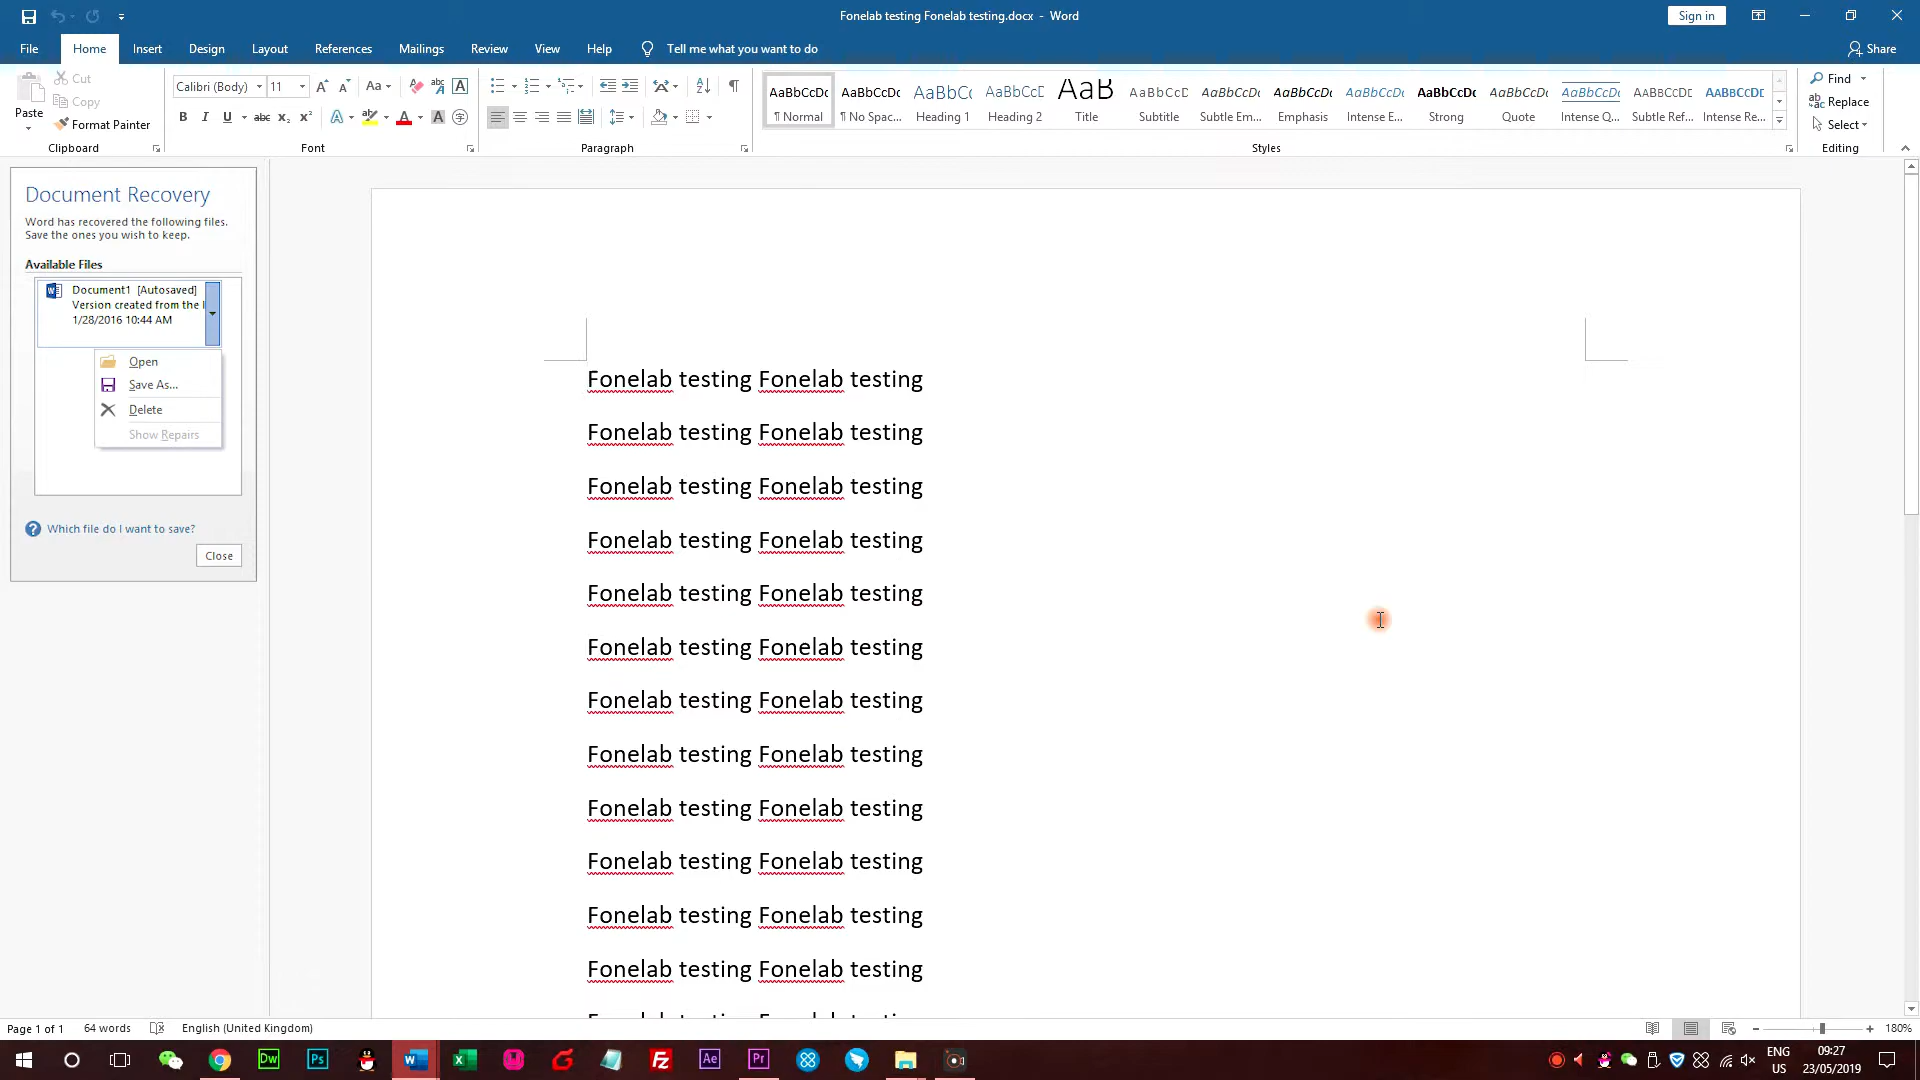 Fonelab testing Fonelab testing.docx - Word
Sign in
File Home Insert Design Layout References Mailings Review View Help Tell me what you want to do
Share
Paste
Cut
Copy
Format Painter
Clipboard
Calibri (Body) 11
Font
Paragraph
AaBbCcDc AaBbCcDc AaBbCc AaBbCcD AaB AaBbCcD AaBbCcDc AaBbCcDc AaBbCcDc AaBbCcDc AaBbCcDc AaBbCcDc AABBCCDE AABBCCDE
¶ Normal ¶ No Spac... Heading 1 Heading 2 Title Subtitle Subtle Em... Emphasis Intense E... Strong Quote Intense Q... Subtle Ref... Intense Re...
Styles
Find
Replace
Select
Editing
Document Recovery
Word has recovered the following files.
Save the ones you wish to keep.
Available Files
Document1 [Autosaved]
Version created from the l
1/28/2016 10:44 AM
Open
Save As...
Delete
Show Repairs
Which file do I want to save?
Close
Fonelab testing Fonelab testing
Fonelab testing Fonelab testing
Fonelab testing Fonelab testing
Fonelab testing Fonelab testing
Fonelab testing Fonelab testing
Fonelab testing Fonelab testing
Fonelab testing Fonelab testing
Fonelab testing Fonelab testing
Fonelab testing Fonelab testing
Fonelab testing Fonelab testing
Fonelab testing Fonelab testing
Fonelab testing Fonelab testing
Page 1 of 1 64 words English (United Kingdom)
180%
Dw Ps Ae Pr
ENG
US
09:27
23/05/2019